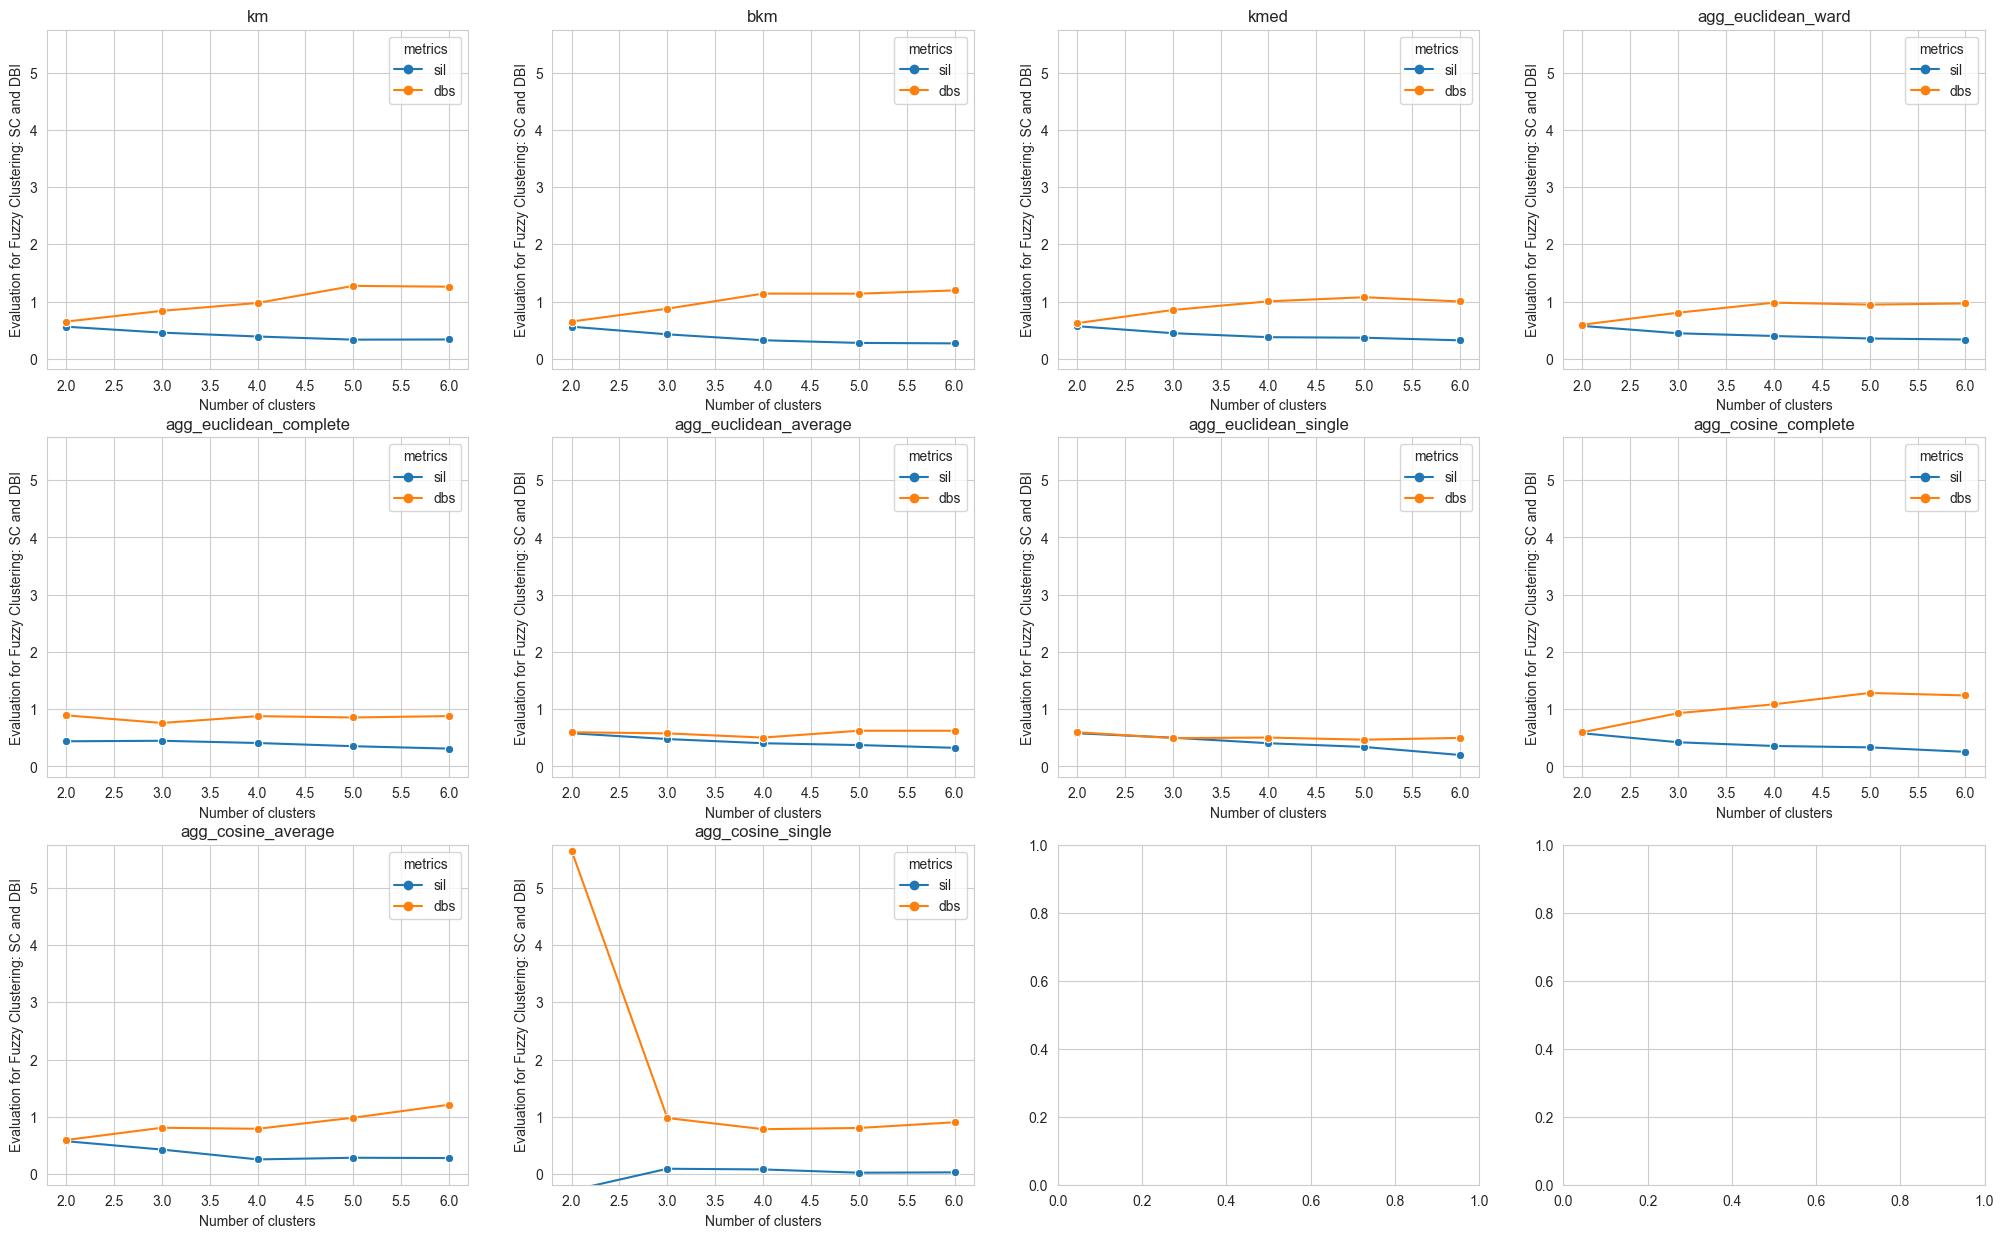 km
metrics
sil
dbs
Evaluation for Fuzzy Clustering: SC and DBI
5
4
3
2
1
0
2.0 2.5 3.0 3.5 4.0 4.5 5.0 5.5 6.0
Number of clusters
bkm
metrics
sil
dbs
Evaluation for Fuzzy Clustering: SC and DBI
5
4
3
2
1
0
2.0 2.5 3.0 3.5 4.0 4.5 5.0 5.5 6.0
Number of clusters
kmed
metrics
sil
dbs
Evaluation for Fuzzy Clustering: SC and DBI
5
4
3
2
1
0
2.0 2.5 3.0 3.5 4.0 4.5 5.0 5.5 6.0
Number of clusters
agg_euclidean_ward
metrics
sil
dbs
Evaluation for Fuzzy Clustering: SC and DBI
5
4
3
2
1
0
2.0 2.5 3.0 3.5 4.0 4.5 5.0 5.5 6.0
Number of clusters
agg_euclidean_complete
metrics
sil
dbs
Evaluation for Fuzzy Clustering: SC and DBI
5
4
3
2
1
0
2.0 2.5 3.0 3.5 4.0 4.5 5.0 5.5 6.0
Number of clusters
agg_euclidean_average
metrics
sil
dbs
Evaluation for Fuzzy Clustering: SC and DBI
5
4
3
2
1
0
2.0 2.5 3.0 3.5 4.0 4.5 5.0 5.5 6.0
Number of clusters
agg_euclidean_single
metrics
sil
dbs
Evaluation for Fuzzy Clustering: SC and DBI
5
4
3
2
1
0
2.0 2.5 3.0 3.5 4.0 4.5 5.0 5.5 6.0
Number of clusters
agg_cosine_complete
metrics
sil
dbs
Evaluation for Fuzzy Clustering: SC and DBI
5
4
3
2
1
0
2.0 2.5 3.0 3.5 4.0 4.5 5.0 5.5 6.0
Number of clusters
agg_cosine_average
metrics
sil
dbs
Evaluation for Fuzzy Clustering: SC and DBI
5
4
3
2
1
0
2.0 2.5 3.0 3.5 4.0 4.5 5.0 5.5 6.0
Number of clusters
agg_cosine_single
metrics
sil
dbs
Evaluation for Fuzzy Clustering: SC and DBI
5
4
3
2
1
0
2.0 2.5 3.0 3.5 4.0 4.5 5.0 5.5 6.0
Number of clusters
1.0
0.8
0.6
0.4
0.2
0.0
0.0 0.2 0.4 0.6 0.8 1.0
1.0
0.8
0.6
0.4
0.2
0.0
0.0 0.2 0.4 0.6 0.8 1.0